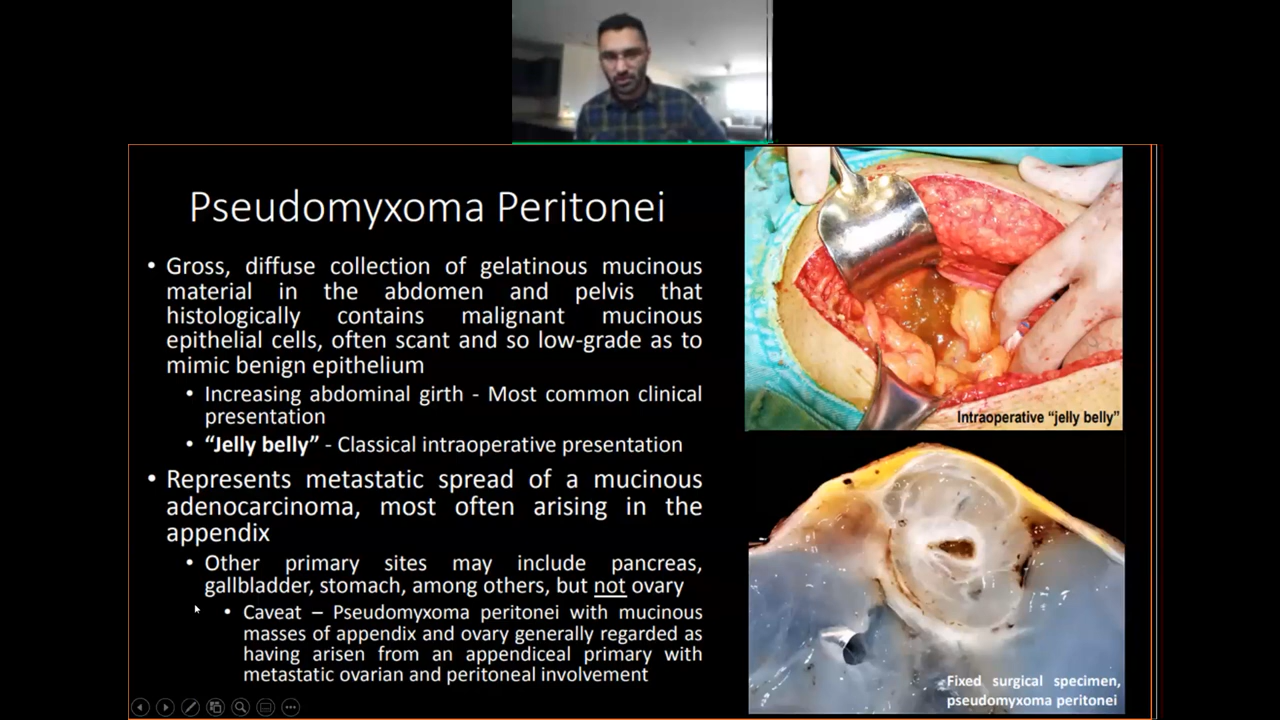 Pseudomyxoma Peritonei
• Gross, diffuse collection of gelatinous mucinous
material in the abdomen and pelvis that
histologically contains malignant mucinous
epithelial cells, often scant and so low-grade as to
mimic benign epithelium
• Increasing abdominal girth - Most common clinical
presentation
• “Jelly belly” - Classical intraoperative presentation
• Represents metastatic spread of a mucinous
adenocarcinoma, most often arising in the
appendix
• Other primary sites may include pancreas,
gallbladder, stomach, among others, but not ovary
• Caveat – Pseudomyxoma peritonei with mucinous
masses of appendix and ovary generally regarded as
having arisen from an appendiceal primary with
metastatic ovarian and peritoneal involvement
Intraoperative “jelly belly”
Fixed surgical specimen,
pseudomyxoma peritonei